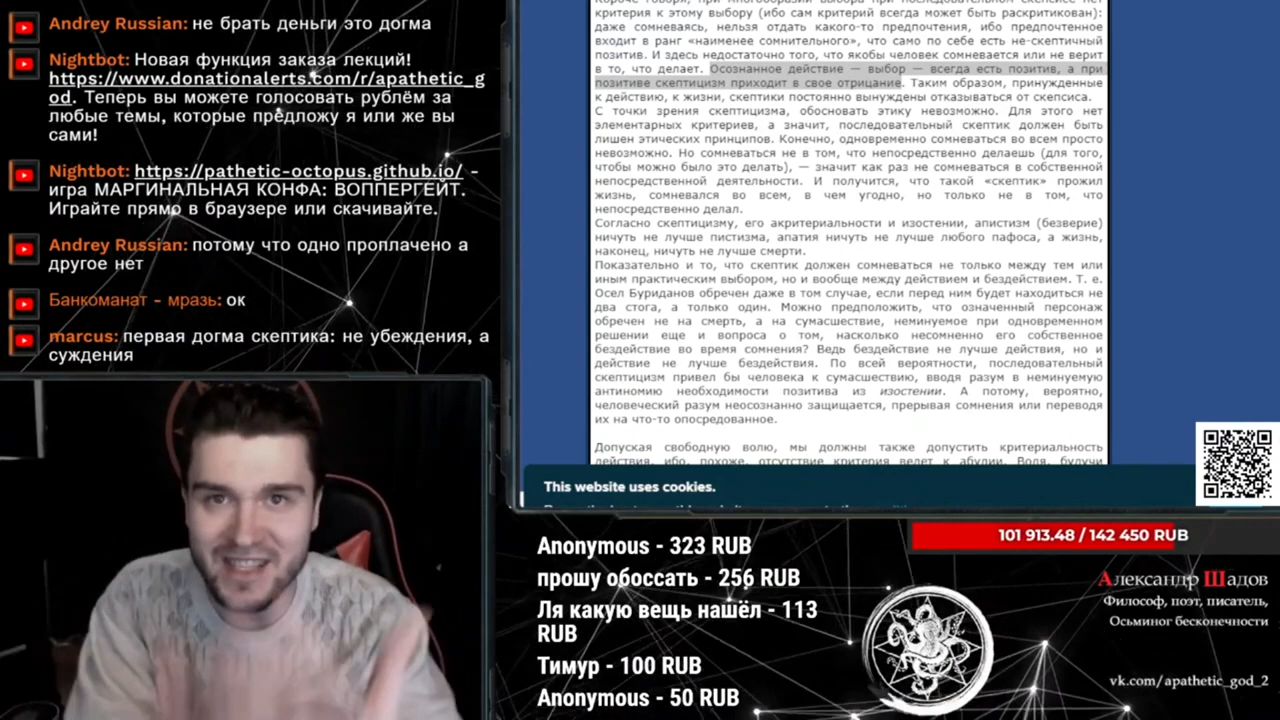 Andrey Russian: не брать деньги это догма
Nightbot: Новая функция заказа лекций!
https://www.donationalerts.com/r/apathetic_g
od. Теперь вы можете голосовать рублём за
любые темы, которые предложу я или же вы
сами!
Nightbot: https://pathetic-octopus.github.io/ -
игра МАРГИНАЛЬНАЯ КОНФА: ВОППЕРГЕЙТ.
Играйте прямо в браузере или скачивайте.
Andrey Russian: потому что одно проплачено а
другое нет
Банкоманат - мразь: ок
marcus: первая догма скептика: не убеждения, а
суждения
Короче говоря, при многообразии выбора при последовательном скепсисе нет
критерия к этому выбору (ибо сам критерий всегда может быть раскритикован):
даже сомневаясь, нельзя отдать какого-то предпочтения, ибо предпочтенное
входит в ранг «наименее сомнительного», что само по себе есть не-скептичный
позитив. И здесь недостаточно того, что якобы человек сомневается или не верит
в то, что делает. Осознанное действие — выбор — всегда есть позитив, а при
позитиве скептицизм приходит в свое отрицание. Таким образом, принужденные
к действию, к жизни, скептики постоянно вынуждены отказываться от скепсиса.
С точки зрения скептицизма, обосновать этику невозможно. Для этого нет
элементарных критериев, а значит, последовательный скептик должен быть
лишен этических принципов. Конечно, одновременно сомневаться во всем просто
невозможно. Но сомневаться не в том, что непосредственно делаешь (для того,
чтобы можно было это делать), — значит как раз не сомневаться в собственной
непосредственной деятельности. И получится, что такой «скептик» прожил
жизнь, сомневался во всем, в чем угодно, но только не в том, что
непосредственно делал.
Согласно скептицизму, его акритериальности и изостении, апистизм (безверие)
ничуть не лучше пистизма, апатия ничуть не лучше любого пафоса, а жизнь,
наконец, ничуть не лучше смерти.
Показательно и то, что скептик должен сомневаться не только между тем или
иным практическим выбором, но и вообще между действием и бездействием. Т. е.
Осел Буриданов обречен даже в том случае, если перед ним будет находиться не
два стога, а только один. Можно предположить, что означенный персонаж
обречен не на смерть, а на сумасшествие, неминуемое при одновременном
решении еще и вопроса о том, насколько несомненно его собственное
бездействие во время сомнения? Ведь бездействие не лучше действия, но и
действие не лучше бездействия. По всей вероятности, последовательный
скептицизм привел бы человека к сумасшествию, вводя разум в неминуемую
антиномию необходимости позитива из изостении. А потому, вероятно,
человеческий разум неосознанно защищается, прерывая сомнения или переводя
их на что-то опосредованное.
Допуская свободную волю, мы должны также допустить критериальность
действия, ибо, похоже, отсутствие критерия ведет к абулии. Воля, будучи
This website uses cookies.
Anonymous - 323 RUB
прошу обоссать - 256 RUB
Ля какую вещь нашёл - 113
RUB
Тимур - 100 RUB
Anonymous - 50 RUB
101 913.48 / 142 450 RUB
Александр Шадов
Философ, поэт, писатель,
Осьминог бесконечности
vk.com/apathetic_god_2